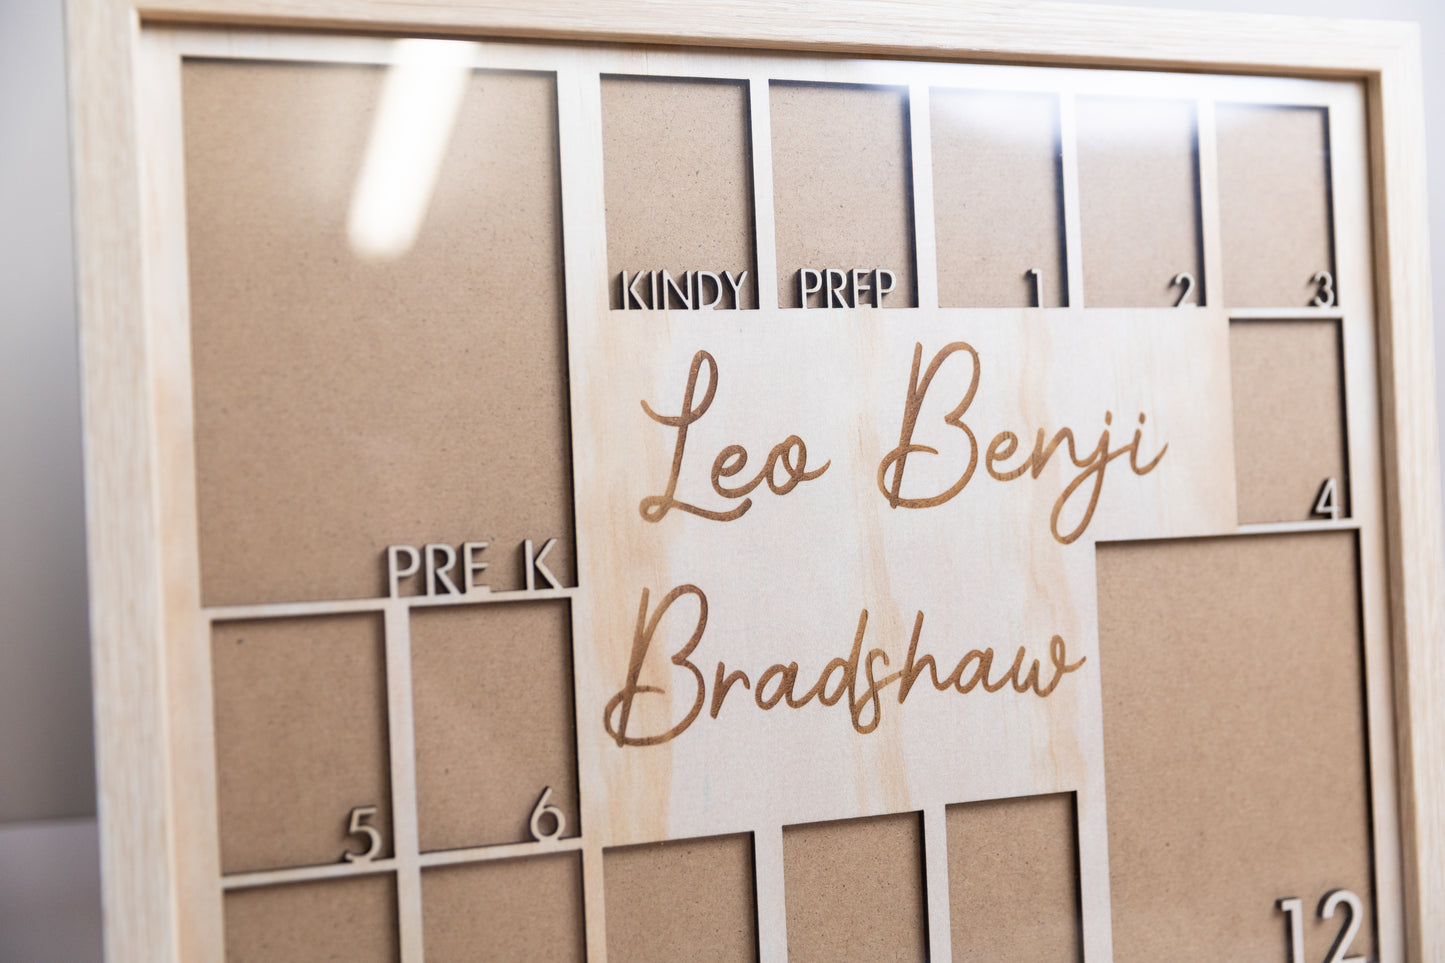 KINDY PREP 1 2 3
Leo Benji
4
PRE K
Bradshaw
5 6
12